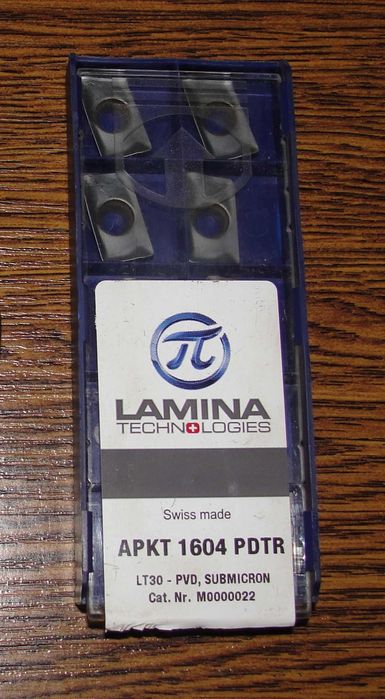 π
LAMINA
TECHNOLOGIES
Swiss made
APKT 1604 PDTR
LT30 - PVD, SUBMICRON
Cat. Nr. M0000022